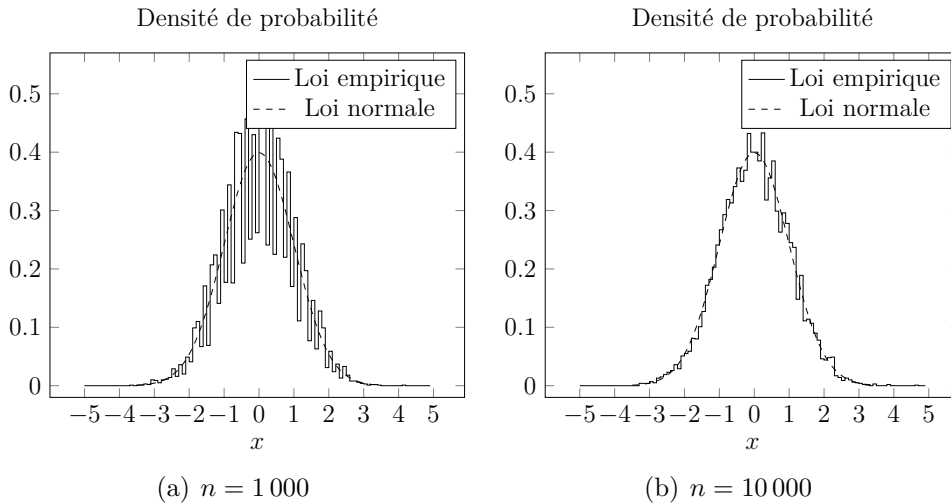 Densité de probabilité
Loi empirique
Loi normale
0.5
0.4
0.3
0.2
0.1
0
−5 −4 −3 −2 −1 0 1 2 3 4 5
x
(a) n = 1 000
Densité de probabilité
Loi empirique
Loi normale
0.5
0.4
0.3
0.2
0.1
0
−5 −4 −3 −2 −1 0 1 2 3 4 5
x
(b) n = 10 000